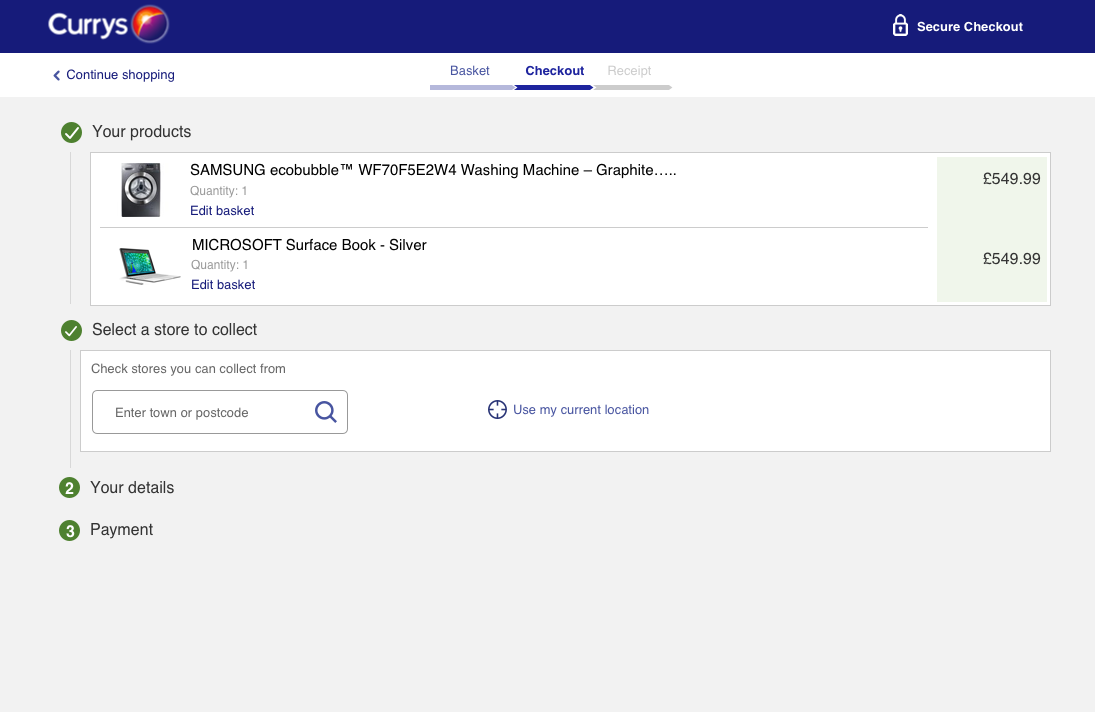 Currys
Secure Checkout
Continue shopping
Basket
Checkout
Receipt
Your products
SAMSUNG ecobubble™ WF70F5E2W4 Washing Machine – Graphite…..
£549.99
Quantity: 1
Edit basket
MICROSOFT Surface Book - Silver
£549.99
Quantity: 1
Edit basket
Select a store to collect
Check stores you can collect from
Enter town or postcode
Use my current location
2 Your details
3 Payment